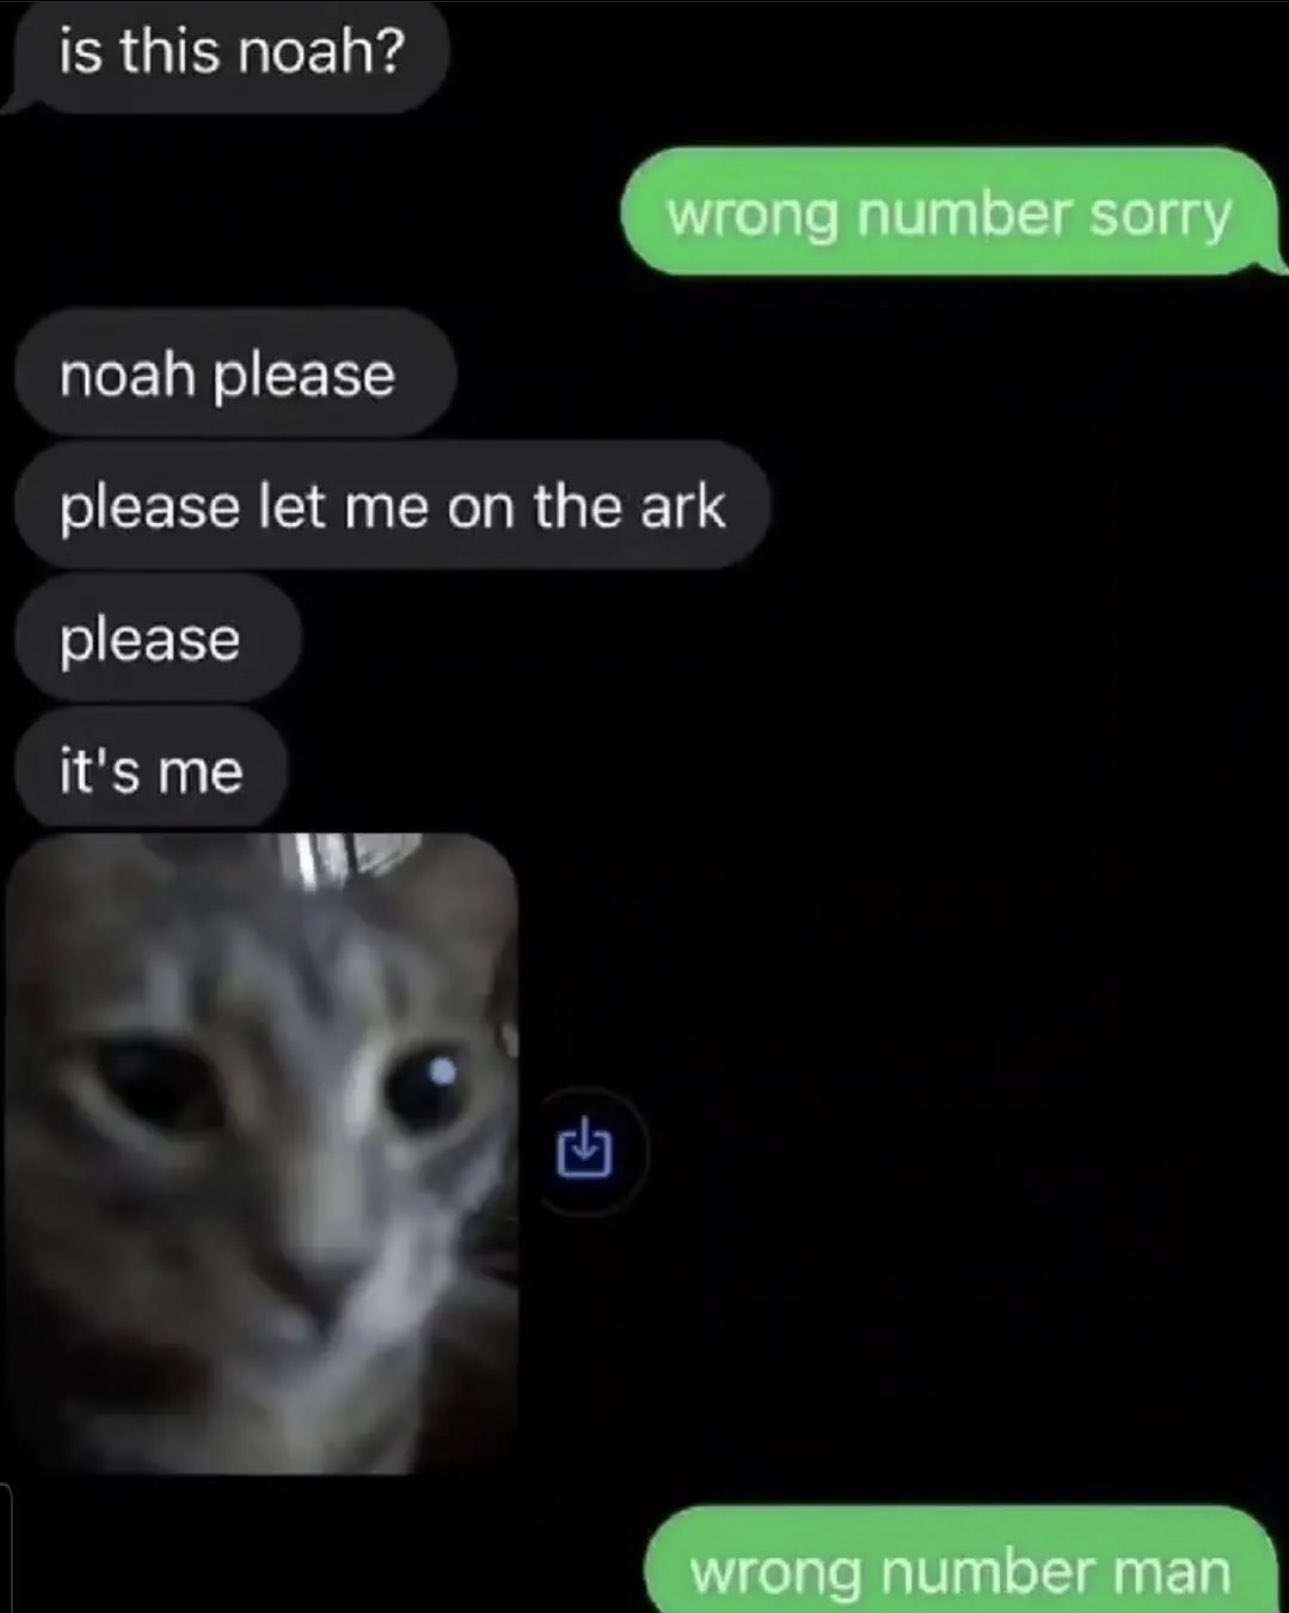 is this noah?
wrong number sorry
noah please
please let me on the ark
please
it's me
wrong number man